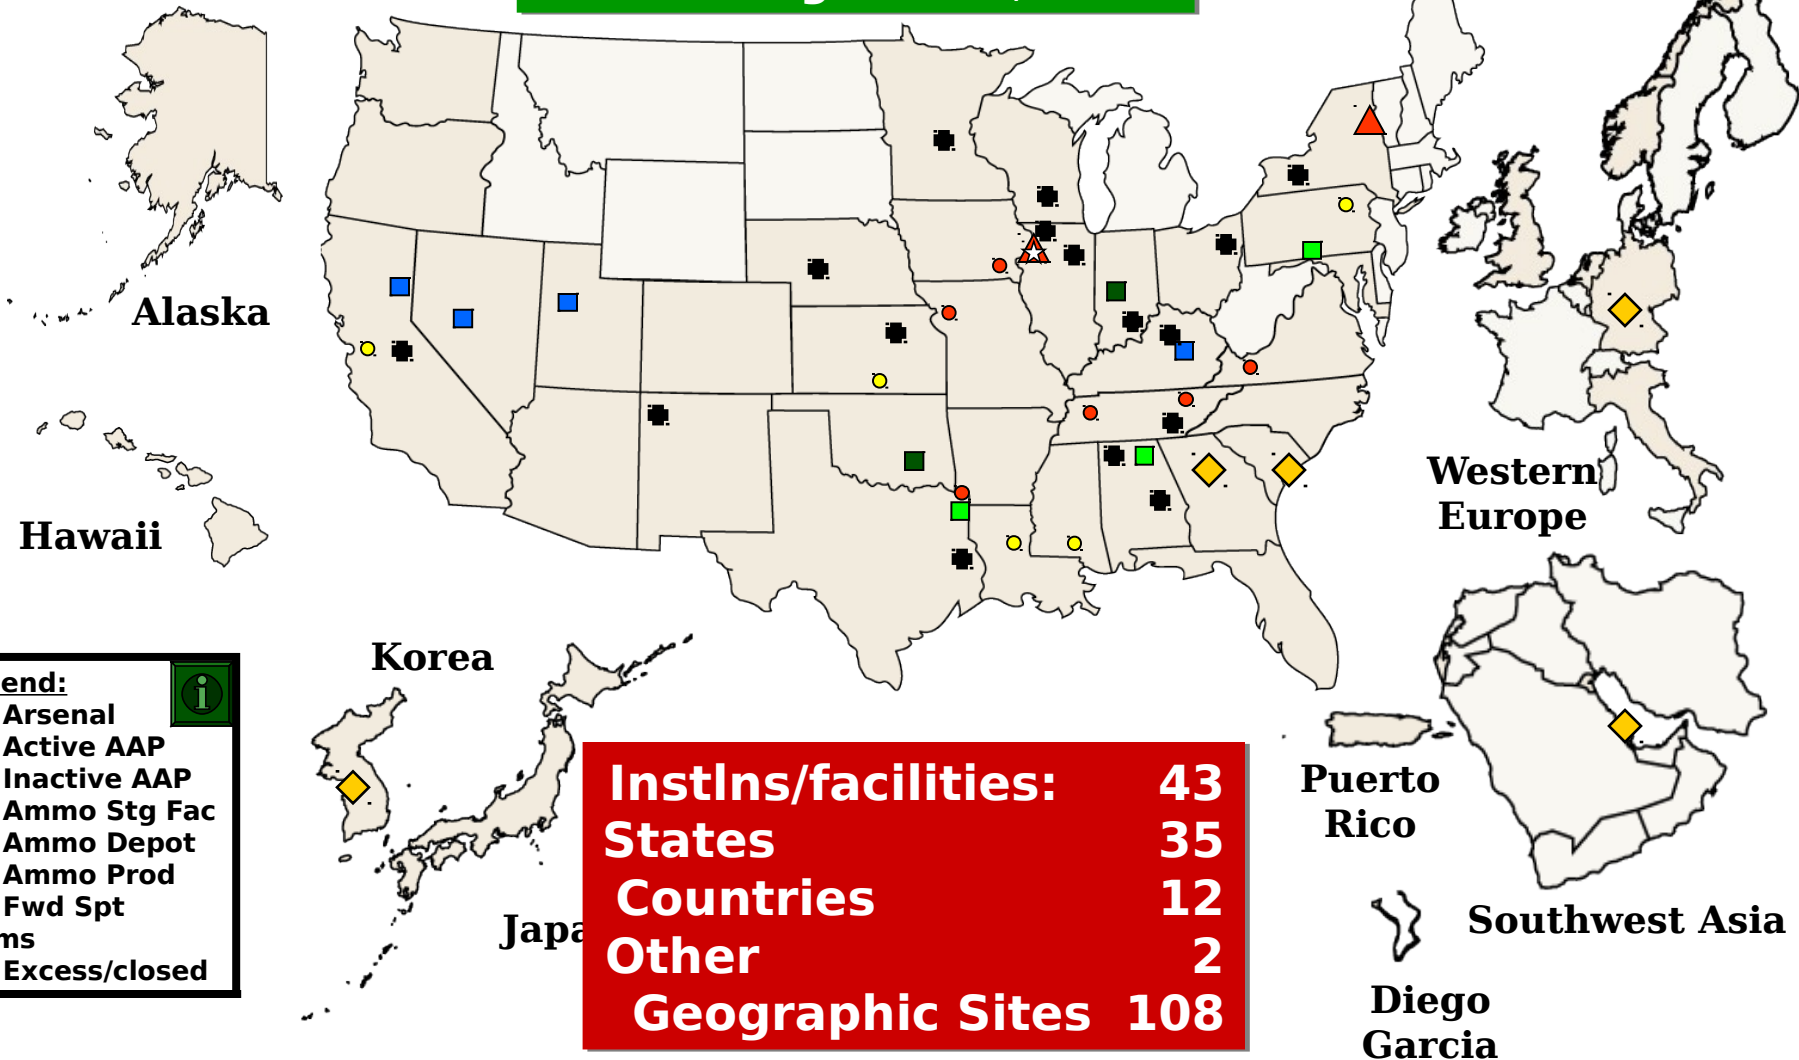 Alaska
Hawaii
Western
Europe
Korea
end:
i
Arsenal
Active AAP
Inactive AAP
Ammo Stg Fac
Ammo Depot
Ammo Prod
Fwd Spt
ms
Excess/closed
Japa
Instlns/facilities: 43
States 35
Countries 12
Other 2
Geographic Sites 108
Puerto
Rico
Southwest Asia
Diego
Garcia